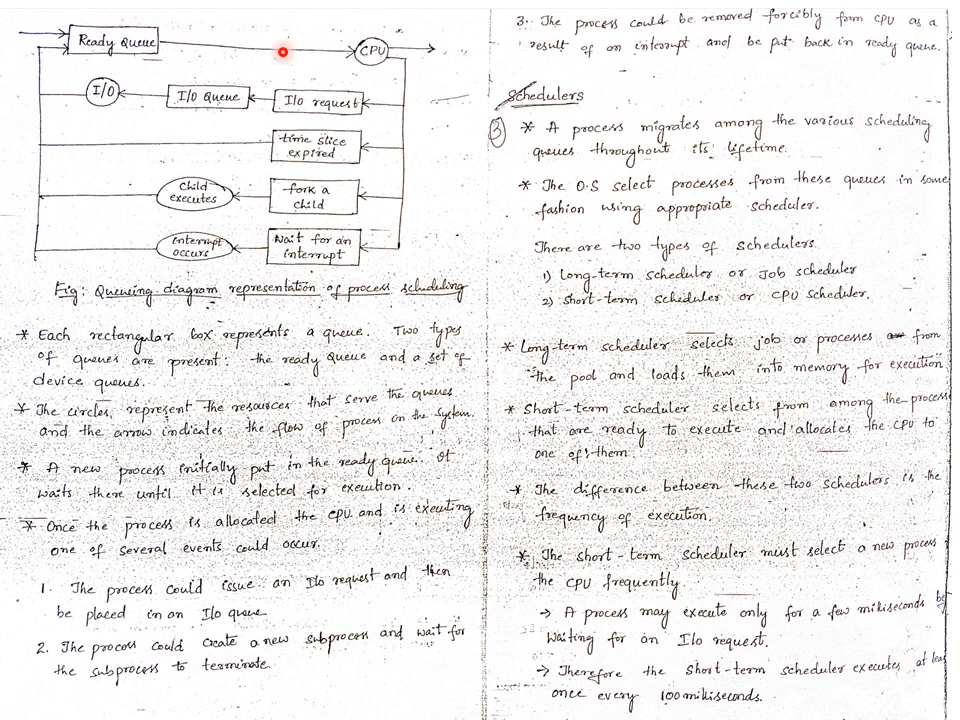 Ready Queue
CPU
I/O
I/O Queue
I/o request
time slice
expired
child
executes
fork a
child
interrupt
occurs
Wait for an
interrupt
Fig: Queueing diagram representation of process scheduling
* Each rectangular box represents a queue. Two types
of queues are present: the ready Queue and a set of
device queues.
* The circles represent the resources that serve the queues
and the arrow indicates the flow of process in the system.
* A new process initially put in the ready queue. It
waits there until it is selected for execution.
* Once the process is allocated the CPU and is executing
one of several events could occur.
1. The process could issue an I/o request and then
be placed in an I/o queue
2. The process could create a new subprocess and wait for
the subprocess to terminate.
3. The process could be removed forcibly from CPU as a
result of an interrupt and be put back in ready queue.
Schedulers
3
* A process migrates among the various scheduling
queues throughout its lifetime.
* The O.S select processes from these queues in some
fashion using appropriate scheduler.
There are two types of schedulers
1) Long-term scheduler or Job scheduler
2) Short-term scheduler or CPU scheduler.
* Long-term scheduler selects job or processes from
the pool and loads them into memory for execution
* Short-term scheduler selects from among the process
that are ready to execute and allocates the CPU to
one of them.
* The difference between these two schedulers is the
frequency of execution.
* The short-term scheduler must select a new process
the CPU frequently.
→ A process may execute only for a few milliseconds
waiting for an I/o request.
→ Therefore the short-term scheduler executes at
once every 100 milliseconds.